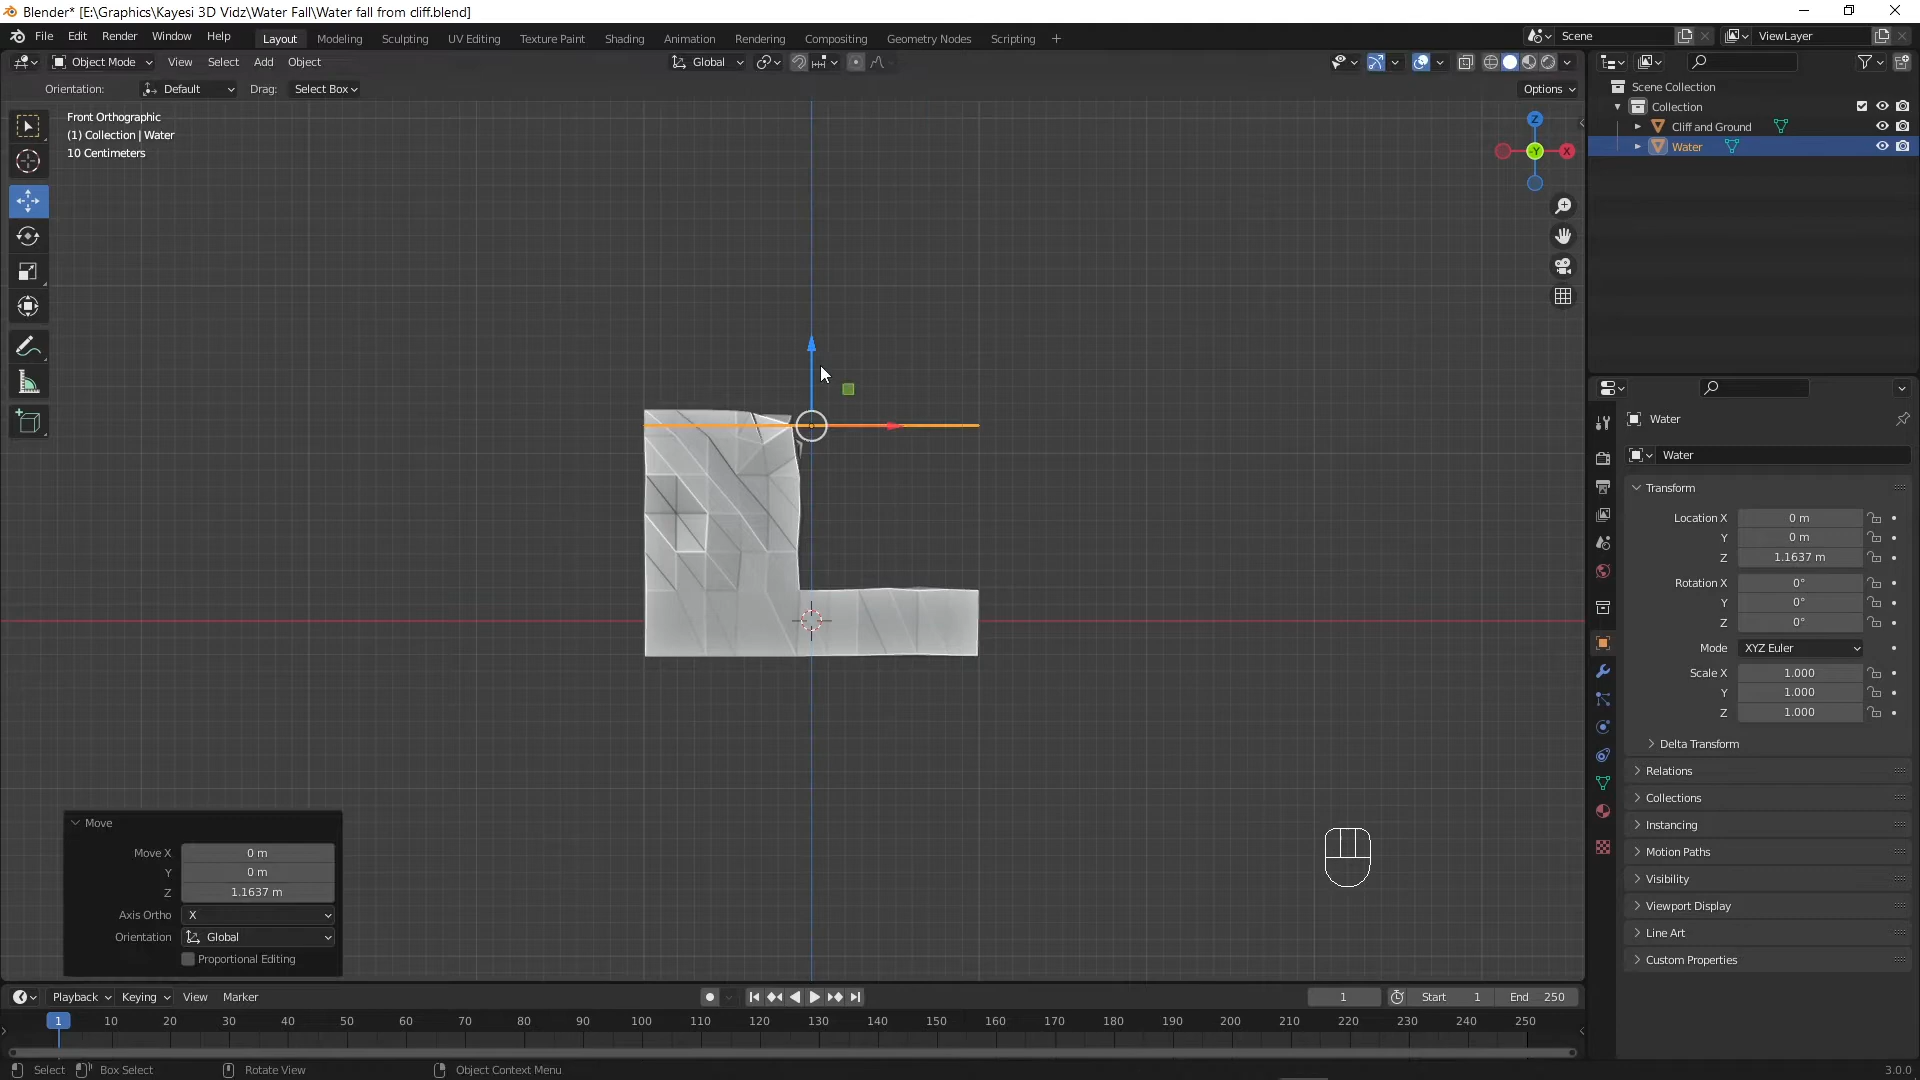 Blender* [E:\Graphics\Kayesi 3D Vidz\Water Fall\Water fall from cliff.blend]
File Edit Render Window Help Layout Modeling Sculpting UV Editing Texture Paint Shading Animation Rendering Compositing Geometry Nodes Scripting + Scene ViewLayer
Object Mode View Select Add Object Global
Orientation: Default Drag: Select Box Options
Scene Collection
Collection
Cliff and Ground
Water
Front Orthographic
(1) Collection | Water
10 Centimeters
Z
-Y
X
Water
Water
Transform
Location X 0 m
Y 0 m
Z 1.1637 m
Rotation X 0°
Y 0°
Z 0°
Mode XYZ Euler
Scale X 1.000
Y 1.000
Z 1.000
Delta Transform
Relations
Collections
Instancing
Motion Paths
Visibility
Viewport Display
Line Art
Custom Properties
Move
Move X 0 m
Y 0 m
Z 1.1637 m
Axis Ortho X
Orientation Global
Proportional Editing
Playback Keying View Marker 1 Start 1 End 250
1 10 20 30 40 50 60 70 80 90 100 110 120 130 140 150 160 170 180 190 200 210 220 230 240 250
Select Box Select Rotate View Object Context Menu 3.0.0